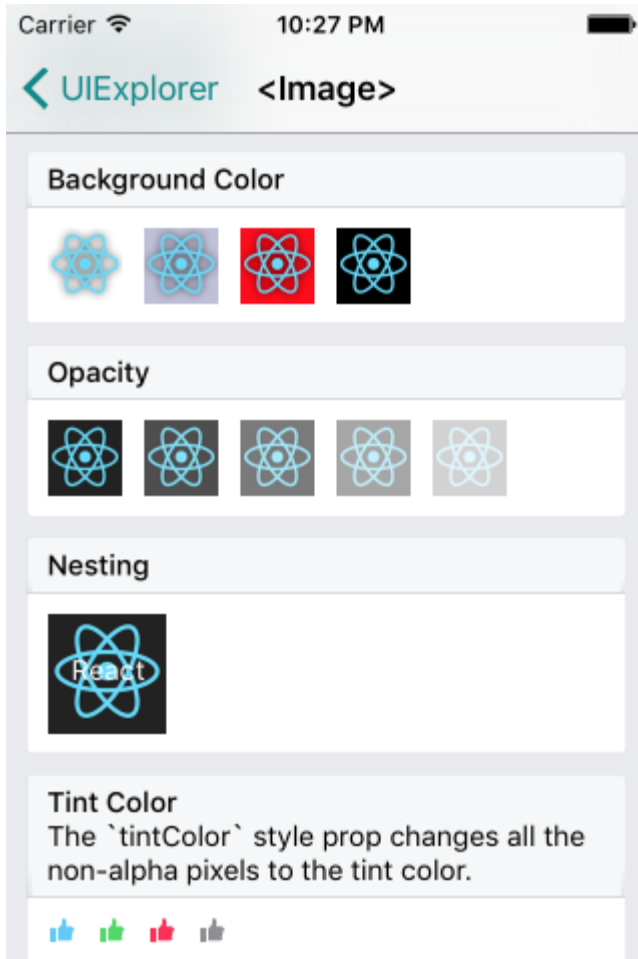 Carrier 10:27 PM
UIExplorer <Image>
Background Color
Opacity
Nesting
React
Tint Color
The `tintColor` style prop changes all the
non-alpha pixels to the tint color.